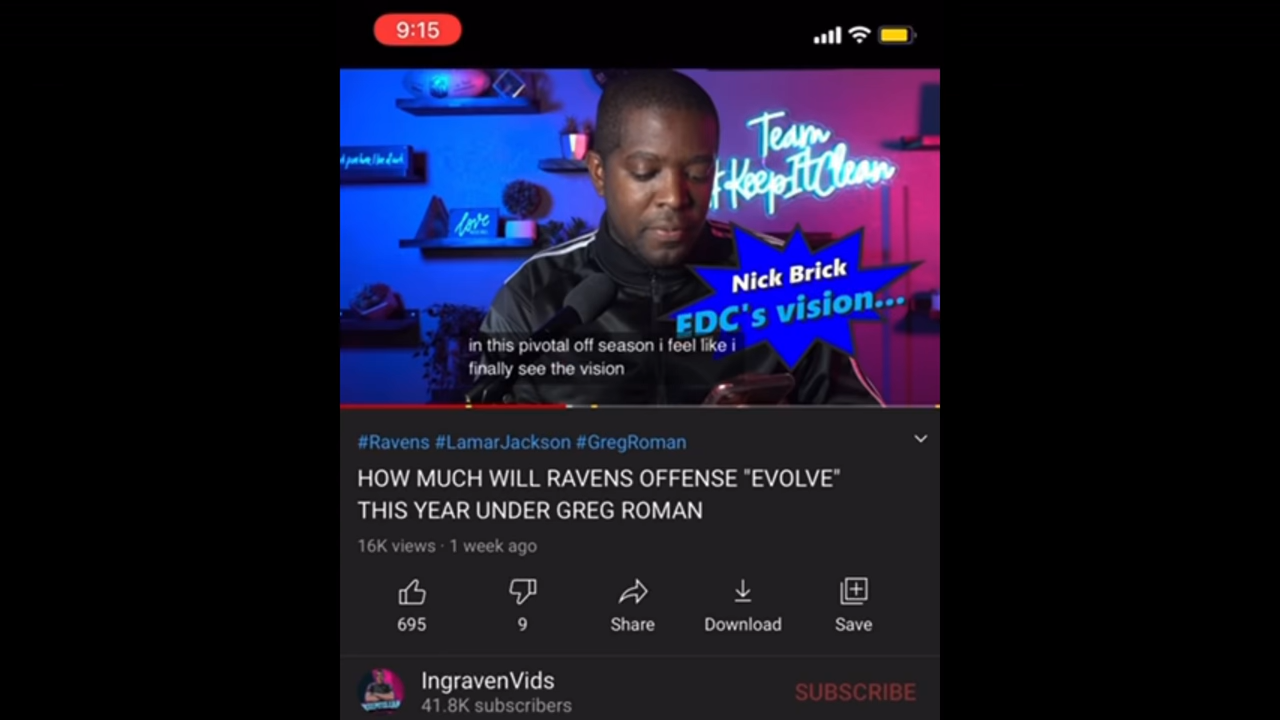 9:15
Team
#KeepItClean
love
Nick Brick
EDC's vision...
in this pivotal off season i feel like i
finally see the vision
#Ravens #LamarJackson #GregRoman
HOW MUCH WILL RAVENS OFFENSE "EVOLVE"
THIS YEAR UNDER GREG ROMAN
16K views · 1 week ago
695
9
Share
Download
Save
IngravenVids
41.8K subscribers
SUBSCRIBE